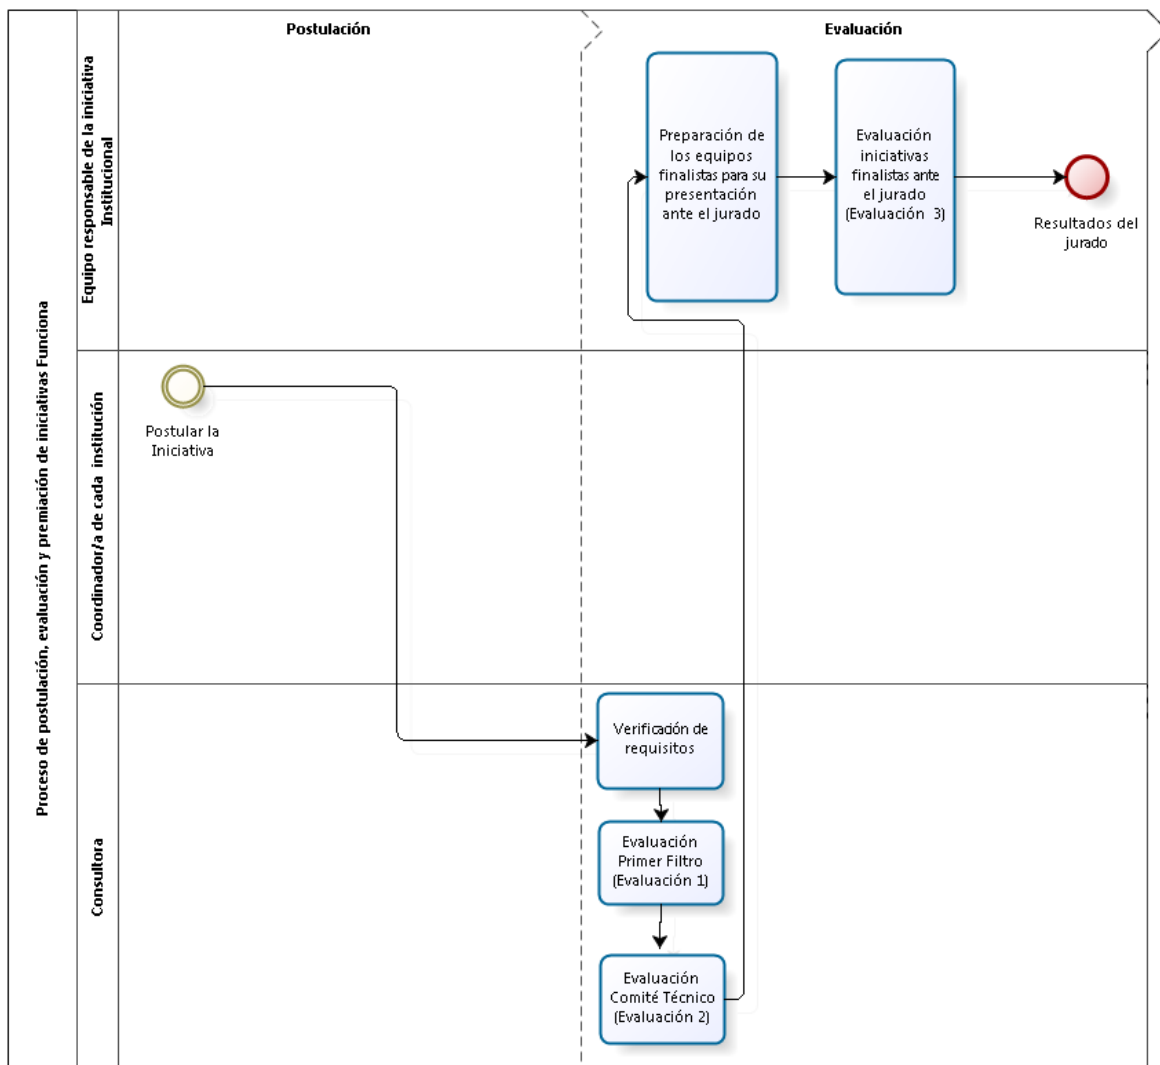 Proceso de postulación, evaluación y premiación de iniciativas Funciona
Postulación
Evaluación
Equipo responsable de la iniciativa
Institucional
Preparación de
los equipos
finalistas para su
presentación
ante el jurado
Evaluación
iniciativas
finalistas ante
el jurado
(Evaluación 3)
Resultados del
jurado
Coordinador/a de cada institución
Postular la
Iniciativa
Consultora
Verificación de
requisitos
Evaluación
Primer Filtro
(Evaluación 1)
Evaluación
Comité Técnico
(Evaluación 2)